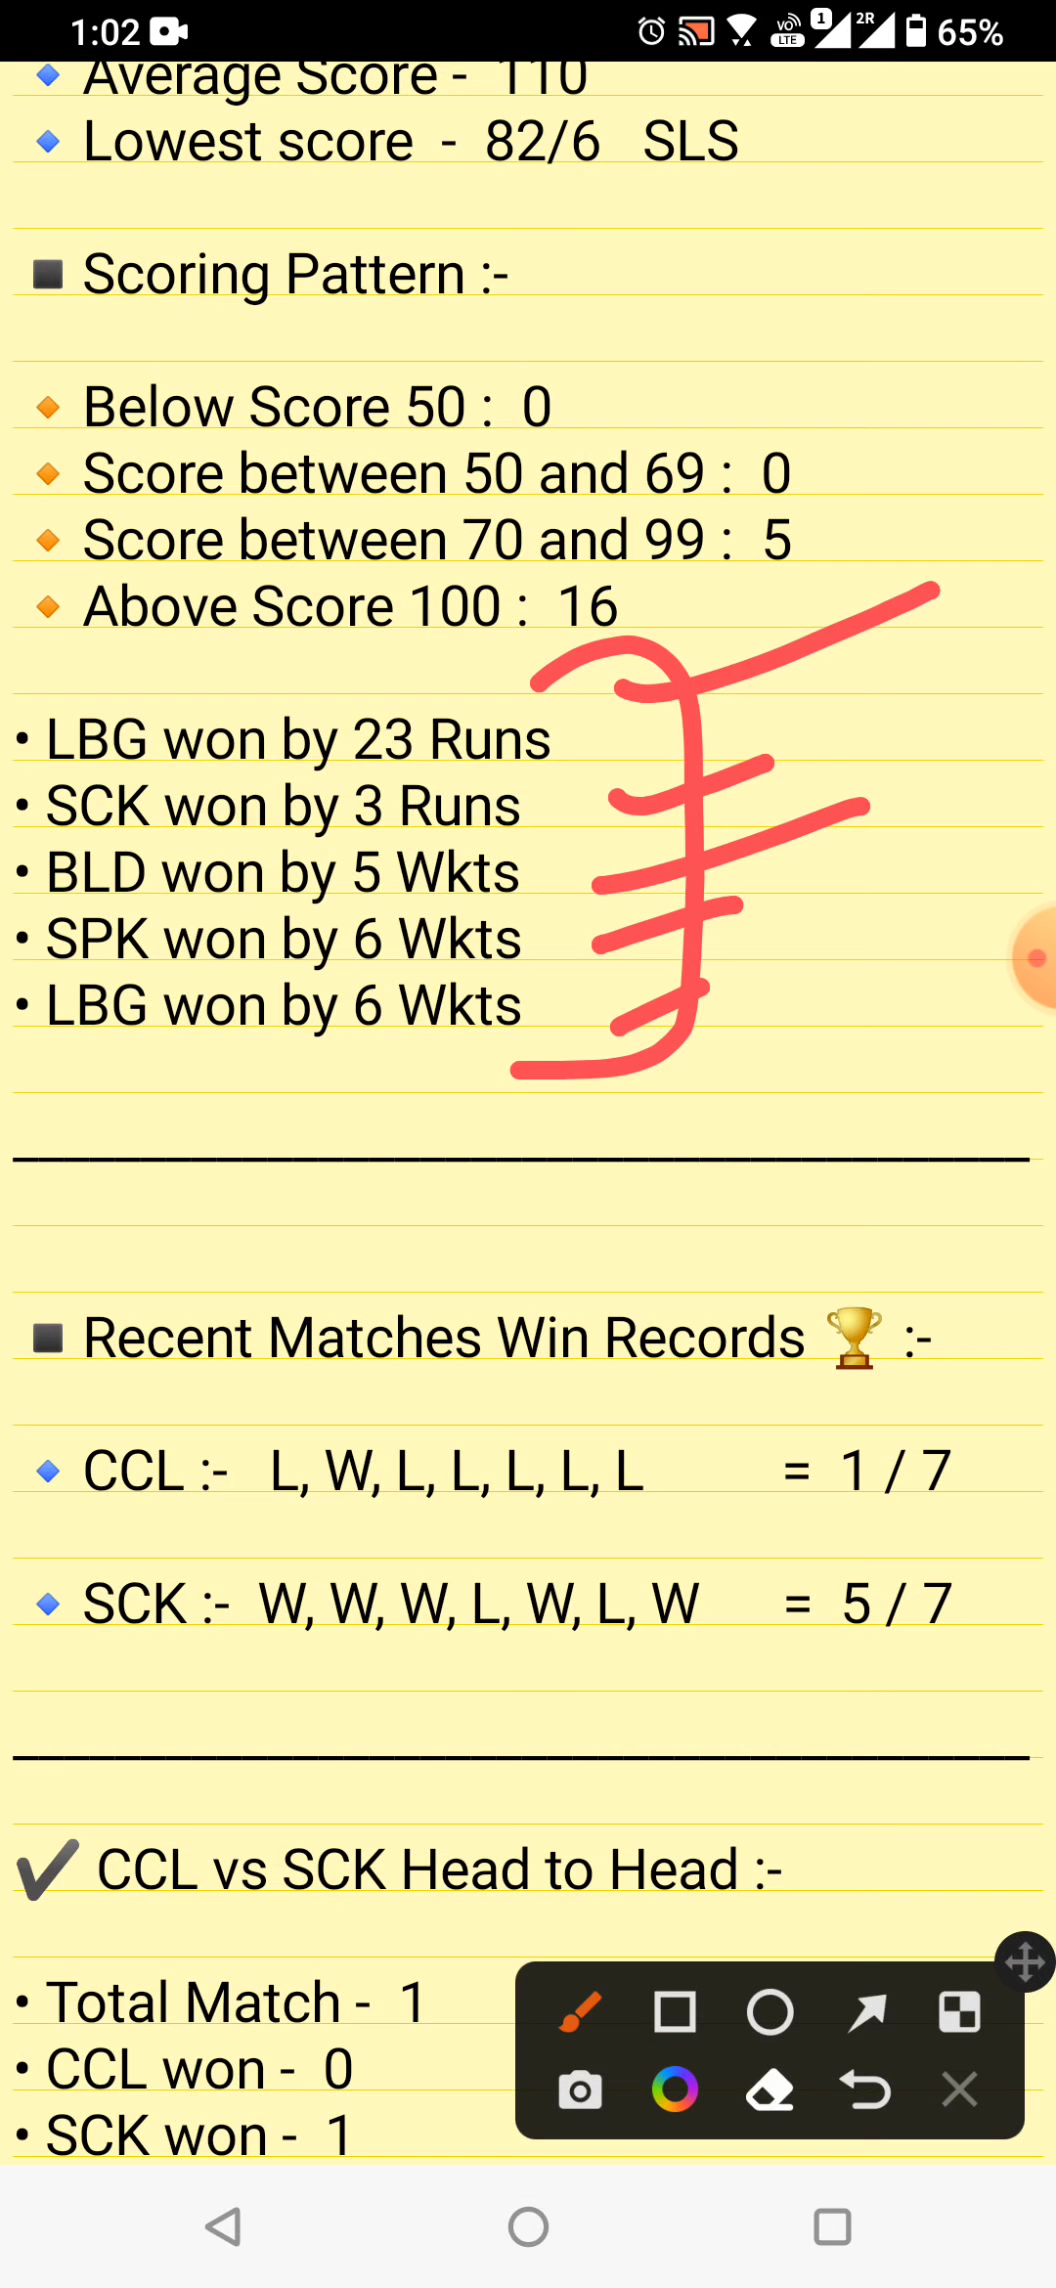 1:02 VO LTE 1 2R 65%
🔹 Average Score - 110
🔹 Lowest score - 82/6 SLS
◾ Scoring Pattern :-
🔸 Below Score 50 : 0
🔸 Score between 50 and 69 : 0
🔸 Score between 70 and 99 : 5
🔸 Above Score 100 : 16
• LBG won by 23 Runs
• SCK won by 3 Runs
• BLD won by 5 Wkts
• SPK won by 6 Wkts
• LBG won by 6 Wkts
◾ Recent Matches Win Records 🏆 :-
🔹 CCL :- L, W, L, L, L, L, L = 1 / 7
🔹 SCK :- W, W, W, L, W, L, W = 5 / 7
✔ CCL vs SCK Head to Head :-
• Total Match - 1
• CCL won - 0
• SCK won - 1